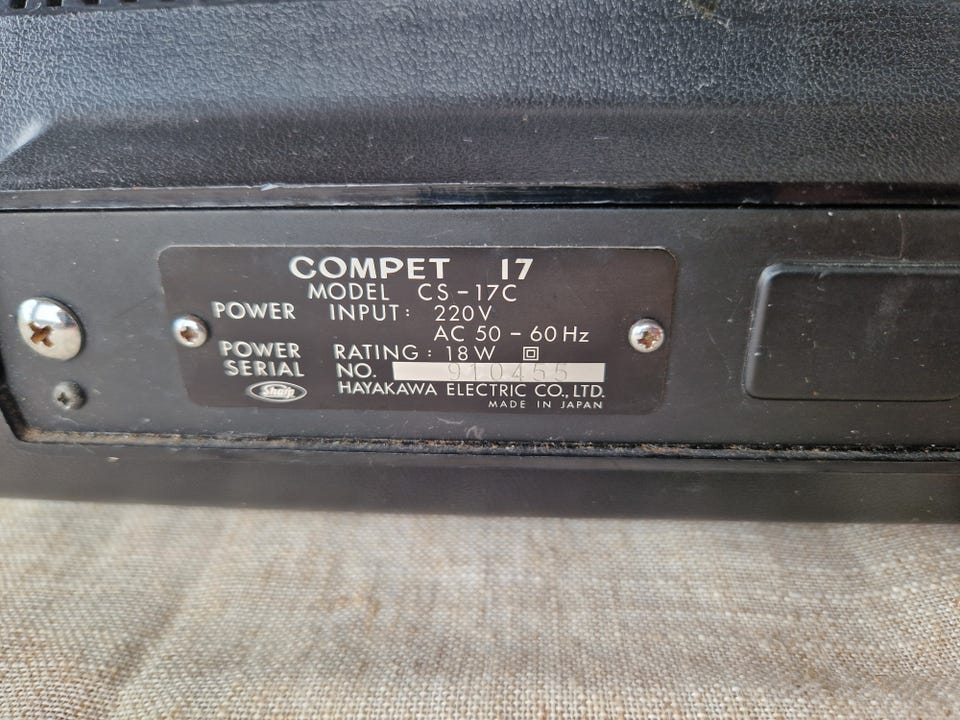 COMPET 17
MODEL CS-17C
POWER INPUT: 220V
AC 50-60Hz
POWER RATING: 18W
SERIAL NO. 910455
Sharp HAYAKAWA ELECTRIC CO., LTD.
MADE IN JAPAN